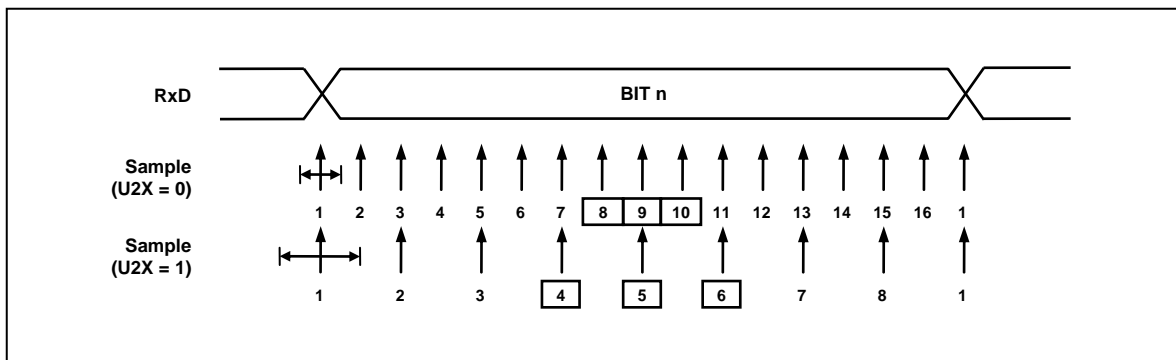 RxD
BIT n
Sample
(U2X = 0)
1 2 3 4 5 6 7 8 9 10 11 12 13 14 15 16 1
Sample
(U2X = 1)
1 2 3 4 5 6 7 8 1